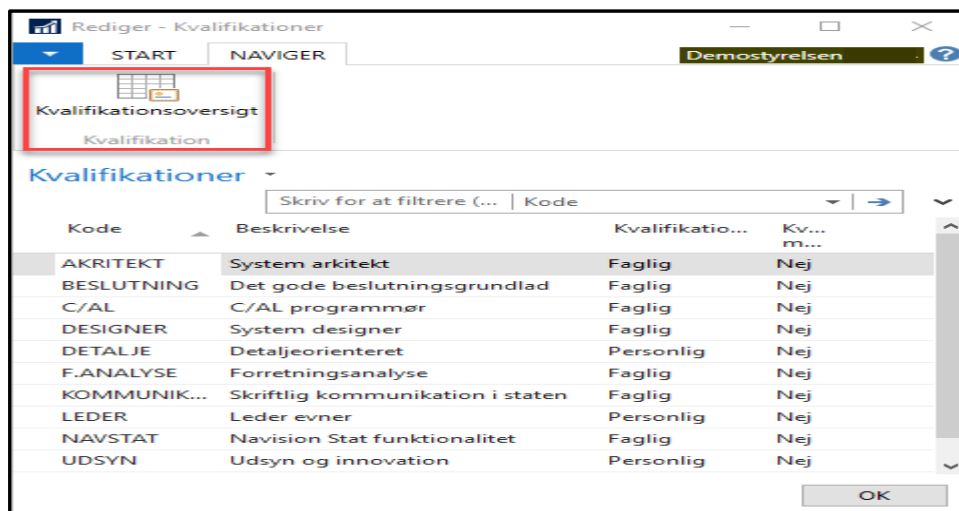 Rediger - Kvalifikationer
START NAVIGER Demostyrelsen ?
Kvalifikationsoversigt
Kvalifikation
Kvalifikationer
Skriv for at filtrere (... | Kode
Kode Beskrivelse Kvalifikatio... Kv...
m...
AKRITEKT System arkitekt Faglig Nej
BESLUTNING Det gode beslutningsgrundlad Faglig Nej
C/AL C/AL programmør Faglig Nej
DESIGNER System designer Faglig Nej
DETALJE Detaljeorienteret Personlig Nej
F.ANALYSE Forretningsanalyse Faglig Nej
KOMMUNIK... Skriftlig kommunikation i staten Faglig Nej
LEDER Leder evner Personlig Nej
NAVSTAT Navision Stat funktionalitet Faglig Nej
UDSYN Udsyn og innovation Personlig Nej
OK